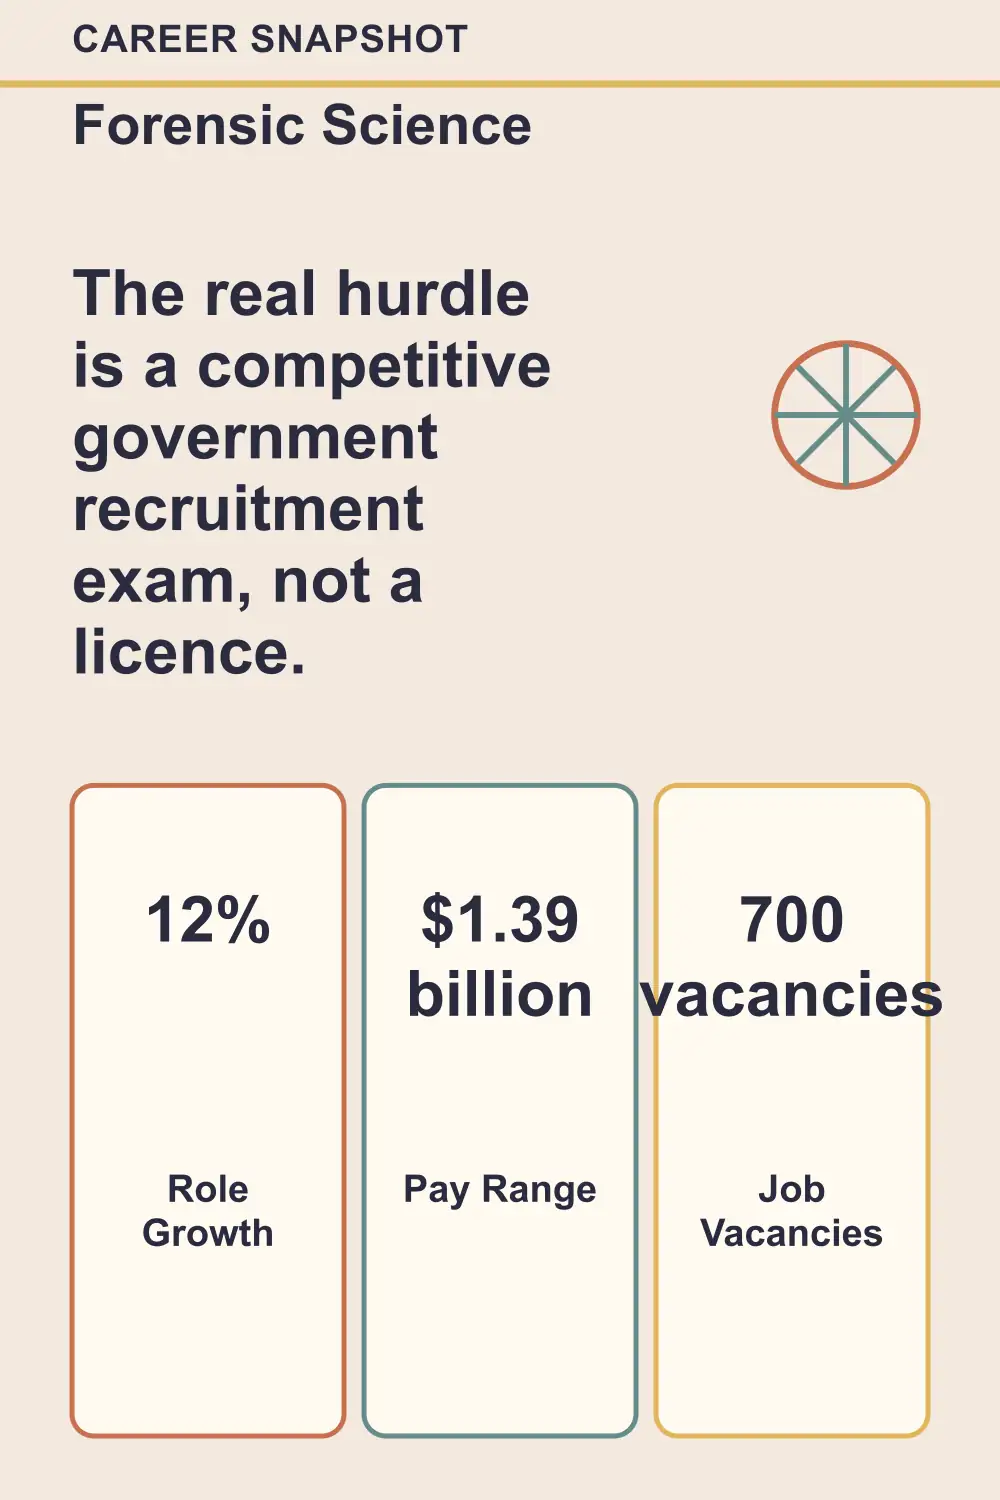 CAREER SNAPSHOT
Forensic Science
The real hurdle
is a competitive
government
recruitment
exam, not a
licence.
12%
$1.39
billion
700
vacancies
Role
Growth
Pay Range
Job
Vacancies